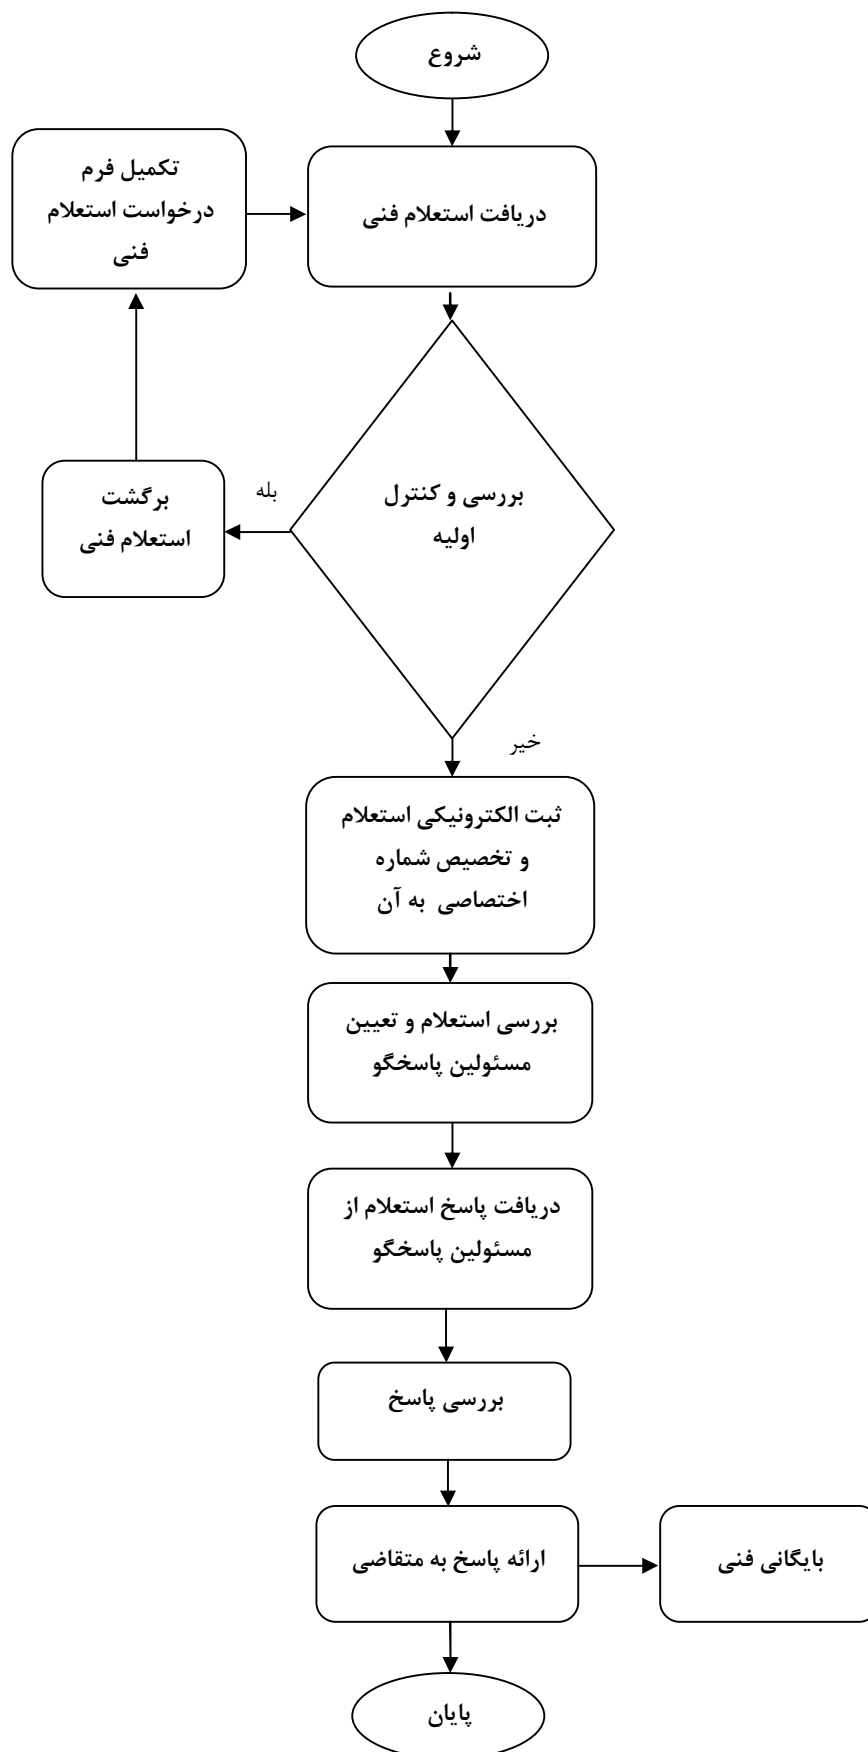 شروع
تکمیل فرم
درخواست استعلام
فنی
دریافت استعلام فنی
بررسی و کنترل
اولیه
بله
برگشت
استعلام فنی
خیر
ثبت الکترونیکی استعلام
و تخصیص شماره
اختصاصی به آن
بررسی استعلام و تعیین
مسئولین پاسخگو
دریافت پاسخ استعلام از
مسئولین پاسخگو
بررسی پاسخ
ارائه پاسخ به متقاضی
بایگانی فنی
پایان